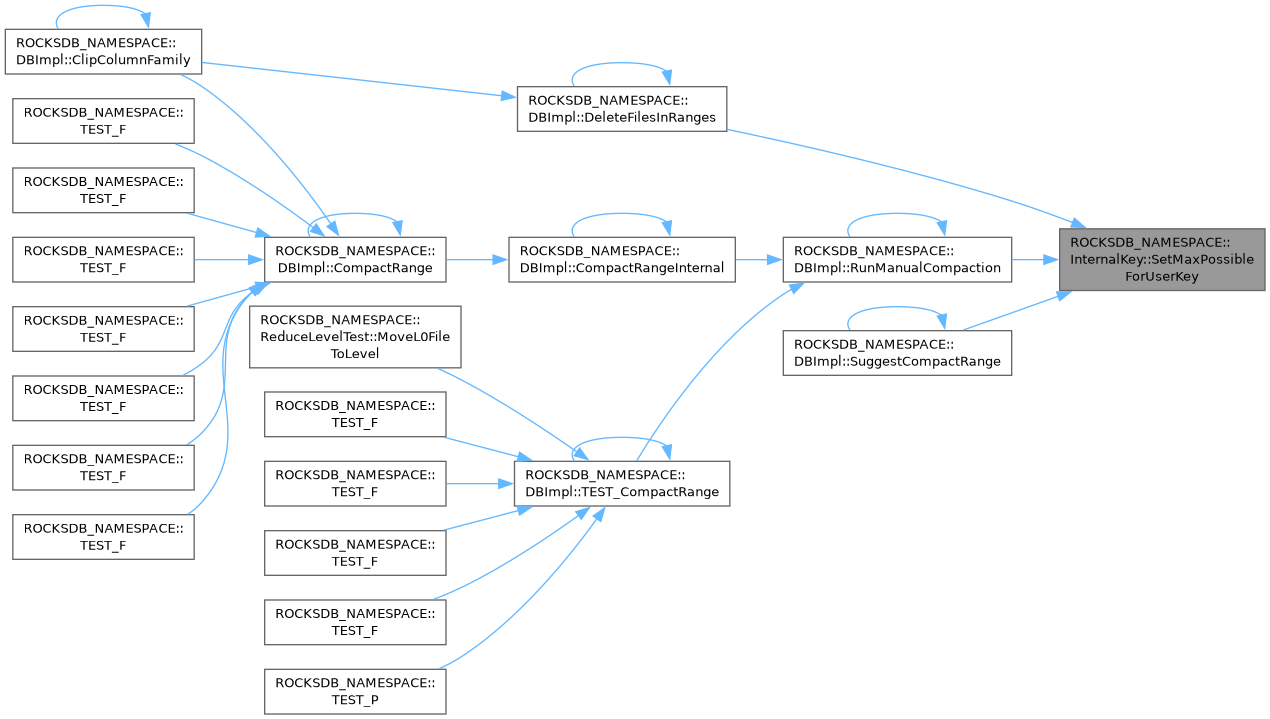 ROCKSDB_NAMESPACE::
DBImpl::ClipColumnFamily
ROCKSDB_NAMESPACE::
TEST_F
ROCKSDB_NAMESPACE::
TEST_F
ROCKSDB_NAMESPACE::
TEST_F
ROCKSDB_NAMESPACE::
TEST_F
ROCKSDB_NAMESPACE::
TEST_F
ROCKSDB_NAMESPACE::
TEST_F
ROCKSDB_NAMESPACE::
TEST_F
ROCKSDB_NAMESPACE::
DBImpl::CompactRange
ROCKSDB_NAMESPACE::
ReduceLevelTest::MoveL0File
ToLevel
ROCKSDB_NAMESPACE::
TEST_F
ROCKSDB_NAMESPACE::
TEST_F
ROCKSDB_NAMESPACE::
TEST_F
ROCKSDB_NAMESPACE::
TEST_F
ROCKSDB_NAMESPACE::
TEST_P
ROCKSDB_NAMESPACE::
DBImpl::DeleteFilesInRanges
ROCKSDB_NAMESPACE::
DBImpl::CompactRangeInternal
ROCKSDB_NAMESPACE::
DBImpl::TEST_CompactRange
ROCKSDB_NAMESPACE::
DBImpl::RunManualCompaction
ROCKSDB_NAMESPACE::
DBImpl::SuggestCompactRange
ROCKSDB_NAMESPACE::
InternalKey::SetMaxPossible
ForUserKey